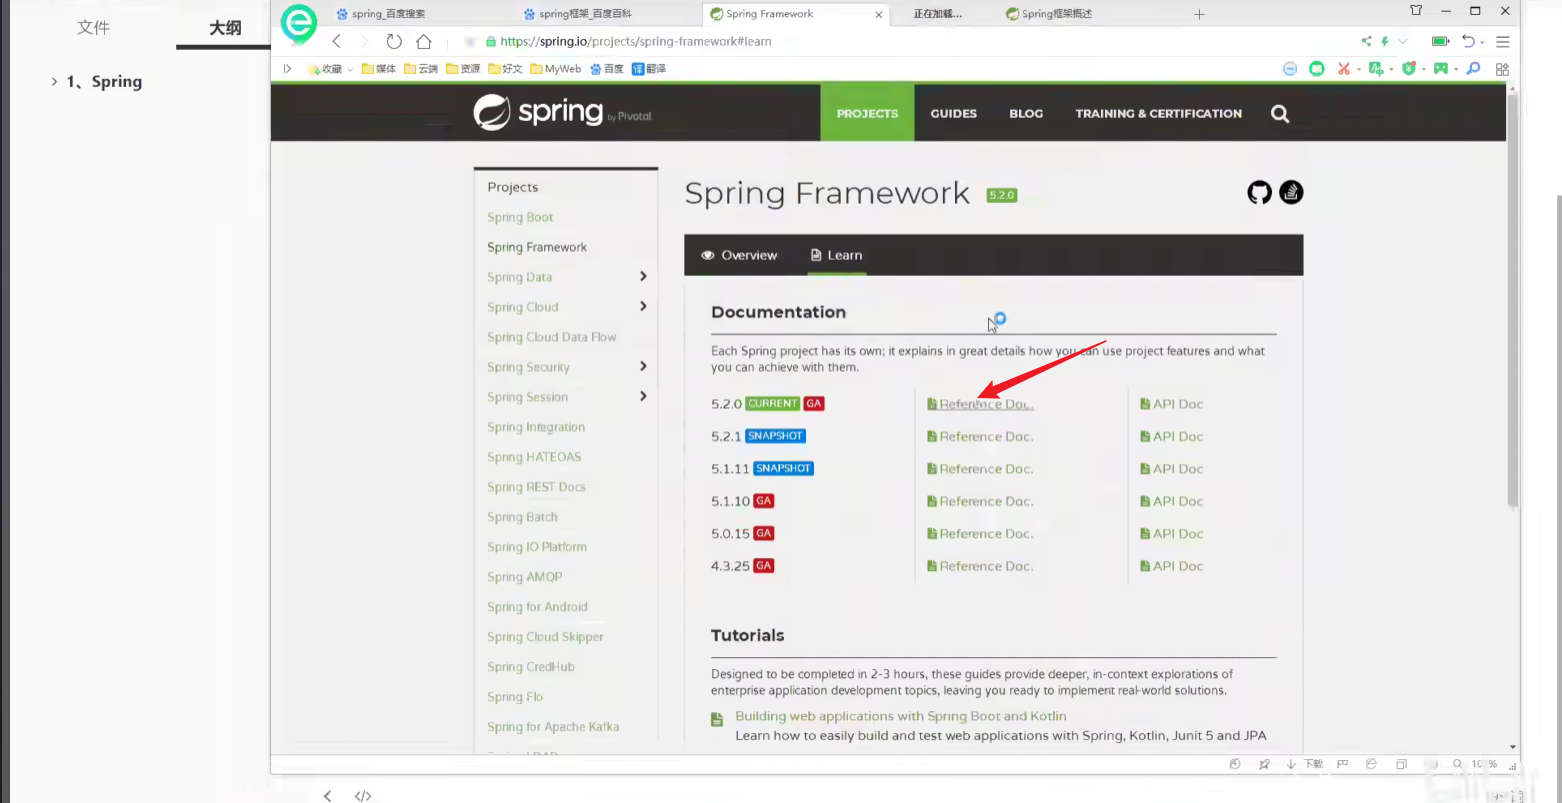 文件
大纲
1、Spring
spring_百度搜索
spring框架_百度百科
Spring Framework
正在加载...
Spring框架概述
https://spring.io/projects/spring-framework#learn
收藏
媒体
云端
资源
好文
MyWeb
百度
译 翻译
spring by Pivotal
PROJECTS
GUIDES
BLOG
TRAINING & CERTIFICATION
Projects
Spring Boot
Spring Framework
Spring Data
Spring Cloud
Spring Cloud Data Flow
Spring Security
Spring Session
Spring Integration
Spring HATEOAS
Spring REST Docs
Spring Batch
Spring IO Platform
Spring AMQP
Spring for Android
Spring Cloud Skipper
Spring CredHub
Spring Flo
Spring for Apache Kafka
Spring Framework 5.2.0
Overview
Learn
Documentation
Each Spring project has its own; it explains in great details how you can use project features and what
you can achieve with them.
5.2.0 CURRENT GA Reference Doc. API Doc
5.2.1 SNAPSHOT Reference Doc. API Doc
5.1.11 SNAPSHOT Reference Doc. API Doc
5.1.10 GA Reference Doc. API Doc
5.0.15 GA Reference Doc. API Doc
4.3.25 GA Reference Doc. API Doc
Tutorials
Designed to be completed in 2-3 hours, these guides provide deeper, in-context explorations of
enterprise application development topics, leaving you ready to implement real-world solutions.
Building web applications with Spring Boot and Kotlin
Learn how to easily build and test web applications with Spring, Kotlin, Junit 5 and JPA
下载